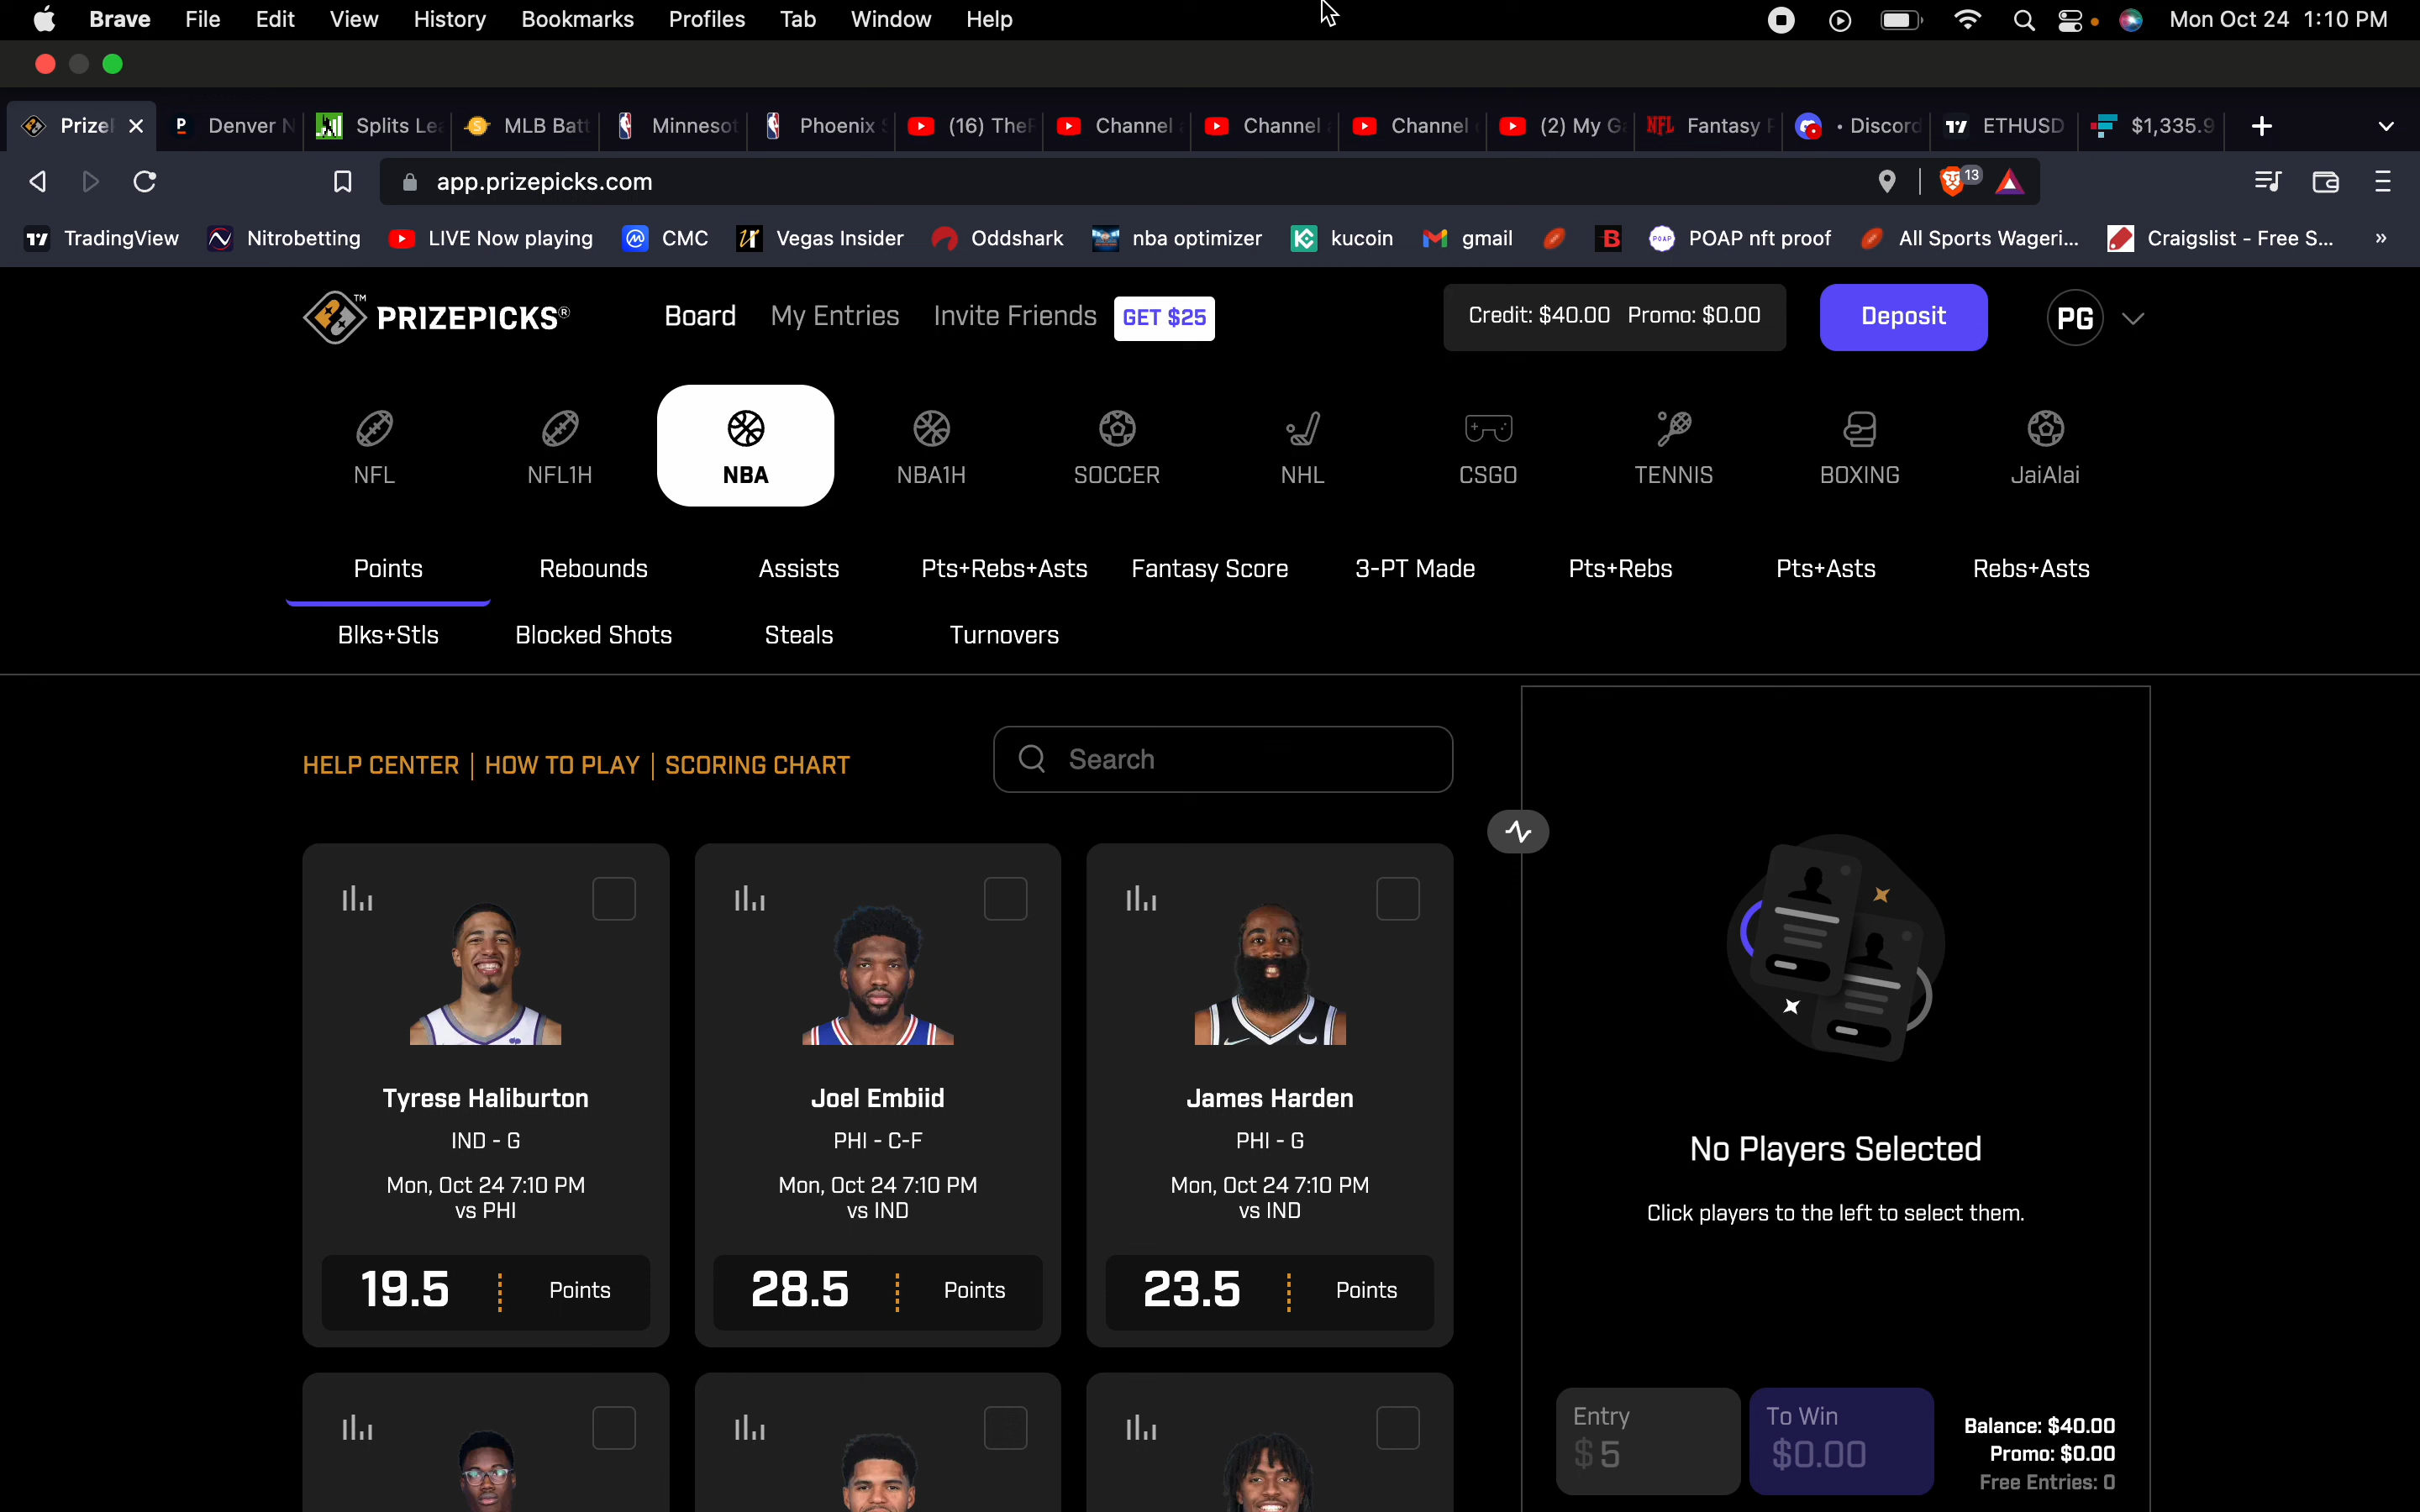 Brave File Edit View History Bookmarks Profiles Tab Window Help Mon Oct 24 1:10 PM
Denver N Splits Lea MLB Batt Minnesot Phoenix S (16) The Channel Channel Channel (2) My G Fantasy • Discord ETHUSD $1,335.9
app.prizepicks.com 13
TradingView Nitrobetting LIVE Now playing CMC Vegas Insider Oddshark nba optimizer kucoin gmail POAP nft proof All Sports Wageri... Craigslist - Free S... »
PRIZEPICKS® Board My Entries Invite Friends GET $25 Credit: $40.00 Promo: $0.00 Deposit PG
NFL NFL1H NBA NBA1H SOCCER NHL CSGO TENNIS BOXING JaiAlai
Points Rebounds Assists Pts+Rebs+Asts Fantasy Score 3-PT Made Pts+Rebs Pts+Asts Rebs+Asts
Blks+Stls Blocked Shots Steals Turnovers
HELP CENTER | HOW TO PLAY | SCORING CHART Search
Tyrese Haliburton
IND - G
Mon, Oct 24 7:10 PM
vs PHI
19.5 Points
Joel Embiid
PHI - C-F
Mon, Oct 24 7:10 PM
vs IND
28.5 Points
James Harden
PHI - G
Mon, Oct 24 7:10 PM
vs IND
23.5 Points
No Players Selected
Click players to the left to select them.
Entry
$ 5
To Win
$0.00
Balance: $40.00
Promo: $0.00
Free Entries: 0